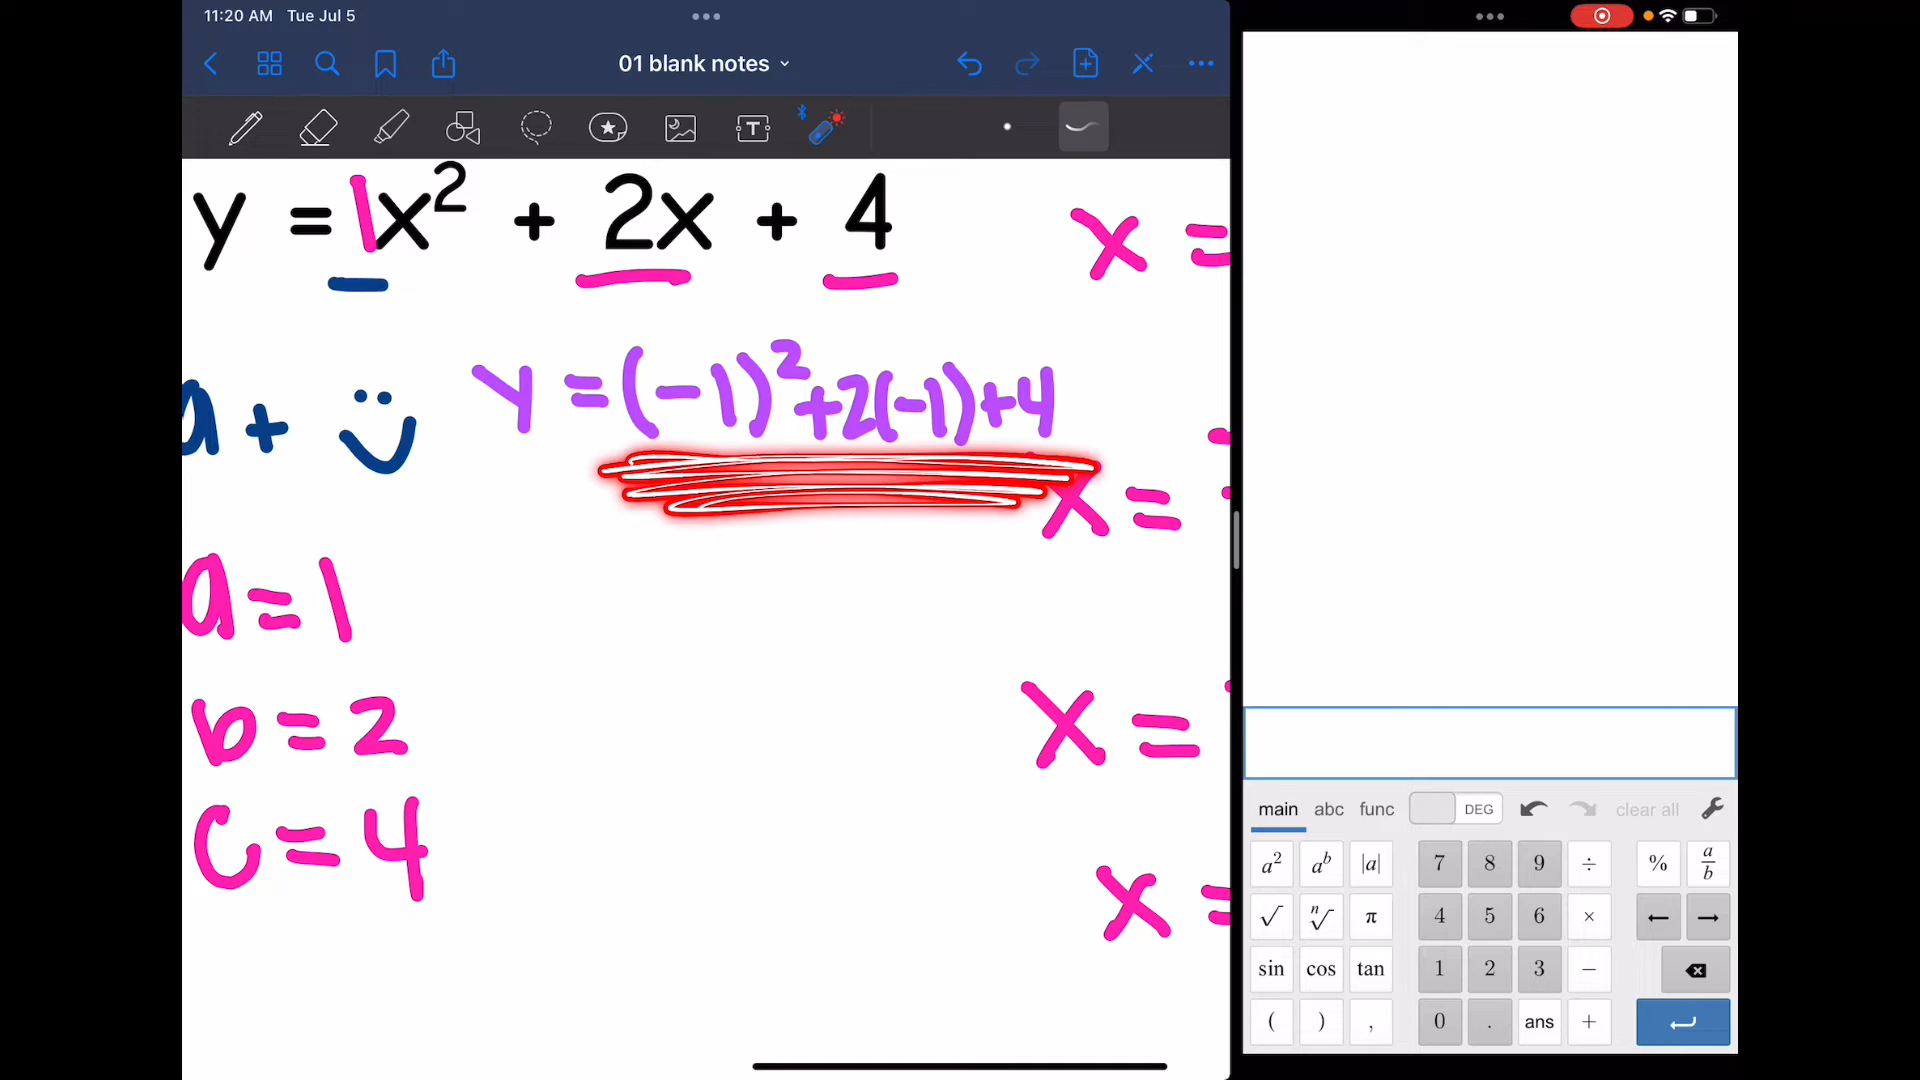 11:20 AM Tue Jul 5
01 blank notes
y = 1x² + 2x + 4
x =
y = (-1)² + 2(-1) + 4
a + :)
x =
a = 1
x =
b = 2
c = 4
x =
main abc func DEG clear all
a² aᵇ |a| 7 8 9 ÷ % a/b
√ ⁿ√ π 4 5 6 × ← →
sin cos tan 1 2 3 −
( ) , 0 . ans +